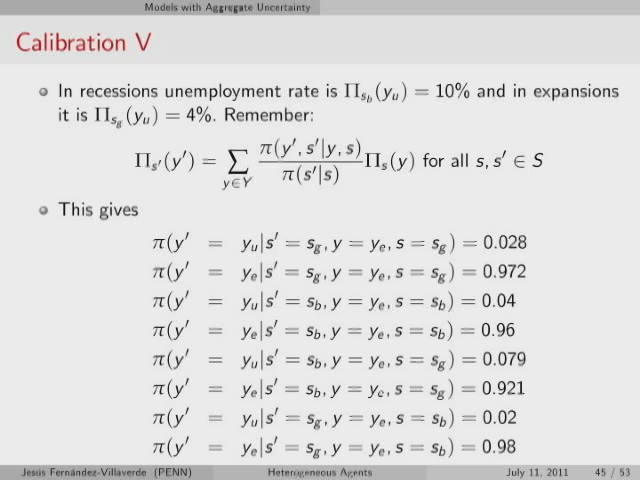 Models with Aggregate Uncertainty
Calibration V
In recessions unemployment rate is Π_{s_b}(y_u) = 10% and in expansions
it is Π_{s_g}(y_u) = 4%. Remember:
Π_{s′}(y′) = ∑_{y∈Y} π(y′, s′|y, s) / π(s′|s) Π_s(y) for all s, s′ ∈ S
This gives
π(y′ = y_u|s′ = s_g, y = y_e, s = s_g) = 0.028
π(y′ = y_e|s′ = s_g, y = y_e, s = s_g) = 0.972
π(y′ = y_u|s′ = s_b, y = y_e, s = s_b) = 0.04
π(y′ = y_e|s′ = s_b, y = y_e, s = s_b) = 0.96
π(y′ = y_u|s′ = s_b, y = y_e, s = s_g) = 0.079
π(y′ = y_e|s′ = s_b, y = y_e, s = s_g) = 0.921
π(y′ = y_u|s′ = s_g, y = y_e, s = s_b) = 0.02
π(y′ = y_e|s′ = s_g, y = y_e, s = s_b) = 0.98
Jesús Fernández-Villaverde (PENN) Heterogeneous Agents July 11, 2011 45 / 53